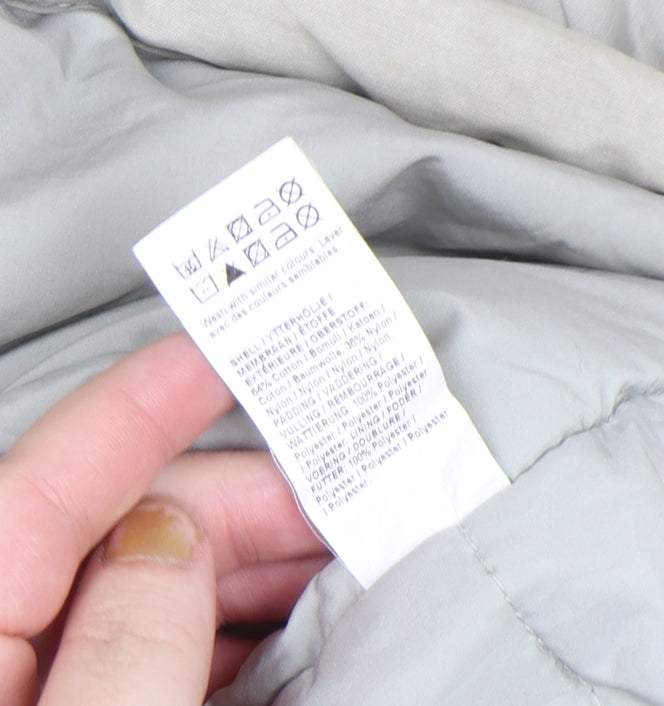 Wash with similar colours. Laver
avec des couleurs semblables.
SHELL/YTTERHÖLJE/
MEMBRAAN / ÉTOFFE
EXTÉRIEURE / OBERSTOFF:
64% Cotton / Bomull / Katoen /
Coton / Baumwolle. 36% Nylon /
Nylon / Nylon / Nylon / Nylon
PADDING / VADDERING /
VULLING / REMBOURRAGE /
WATTIERUNG: 100% Polyester /
Polyester / Polyester / Polyester
/ Polyester. LINING / FODER /
VOERING / DOUBLURE /
FUTTER: 100% Polyester /
Polyester / Polyester / Polyester
/ Polyester.